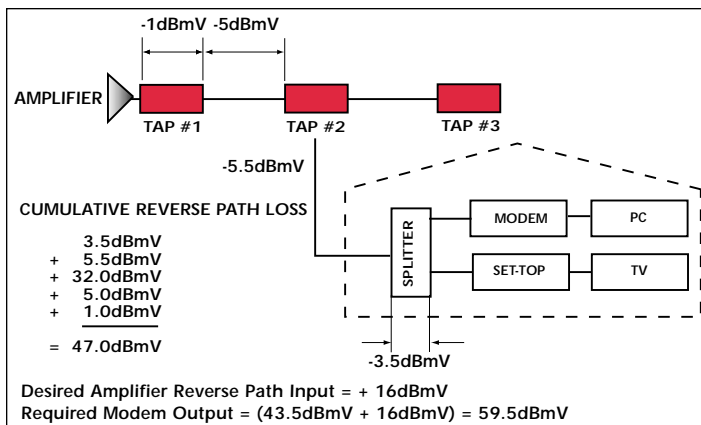 -1dBmV
-5dBmV
AMPLIFIER
TAP #1
TAP #2
TAP #3
-5.5dBmV
CUMULATIVE REVERSE PATH LOSS
3.5dBmV
+ 5.5dBmV
+ 32.0dBmV
+ 5.0dBmV
+ 1.0dBmV
= 47.0dBmV
SPLITTER
MODEM
PC
SET-TOP
TV
-3.5dBmV
Desired Amplifier Reverse Path Input = + 16dBmV
Required Modem Output = (43.5dBmV + 16dBmV) = 59.5dBmV